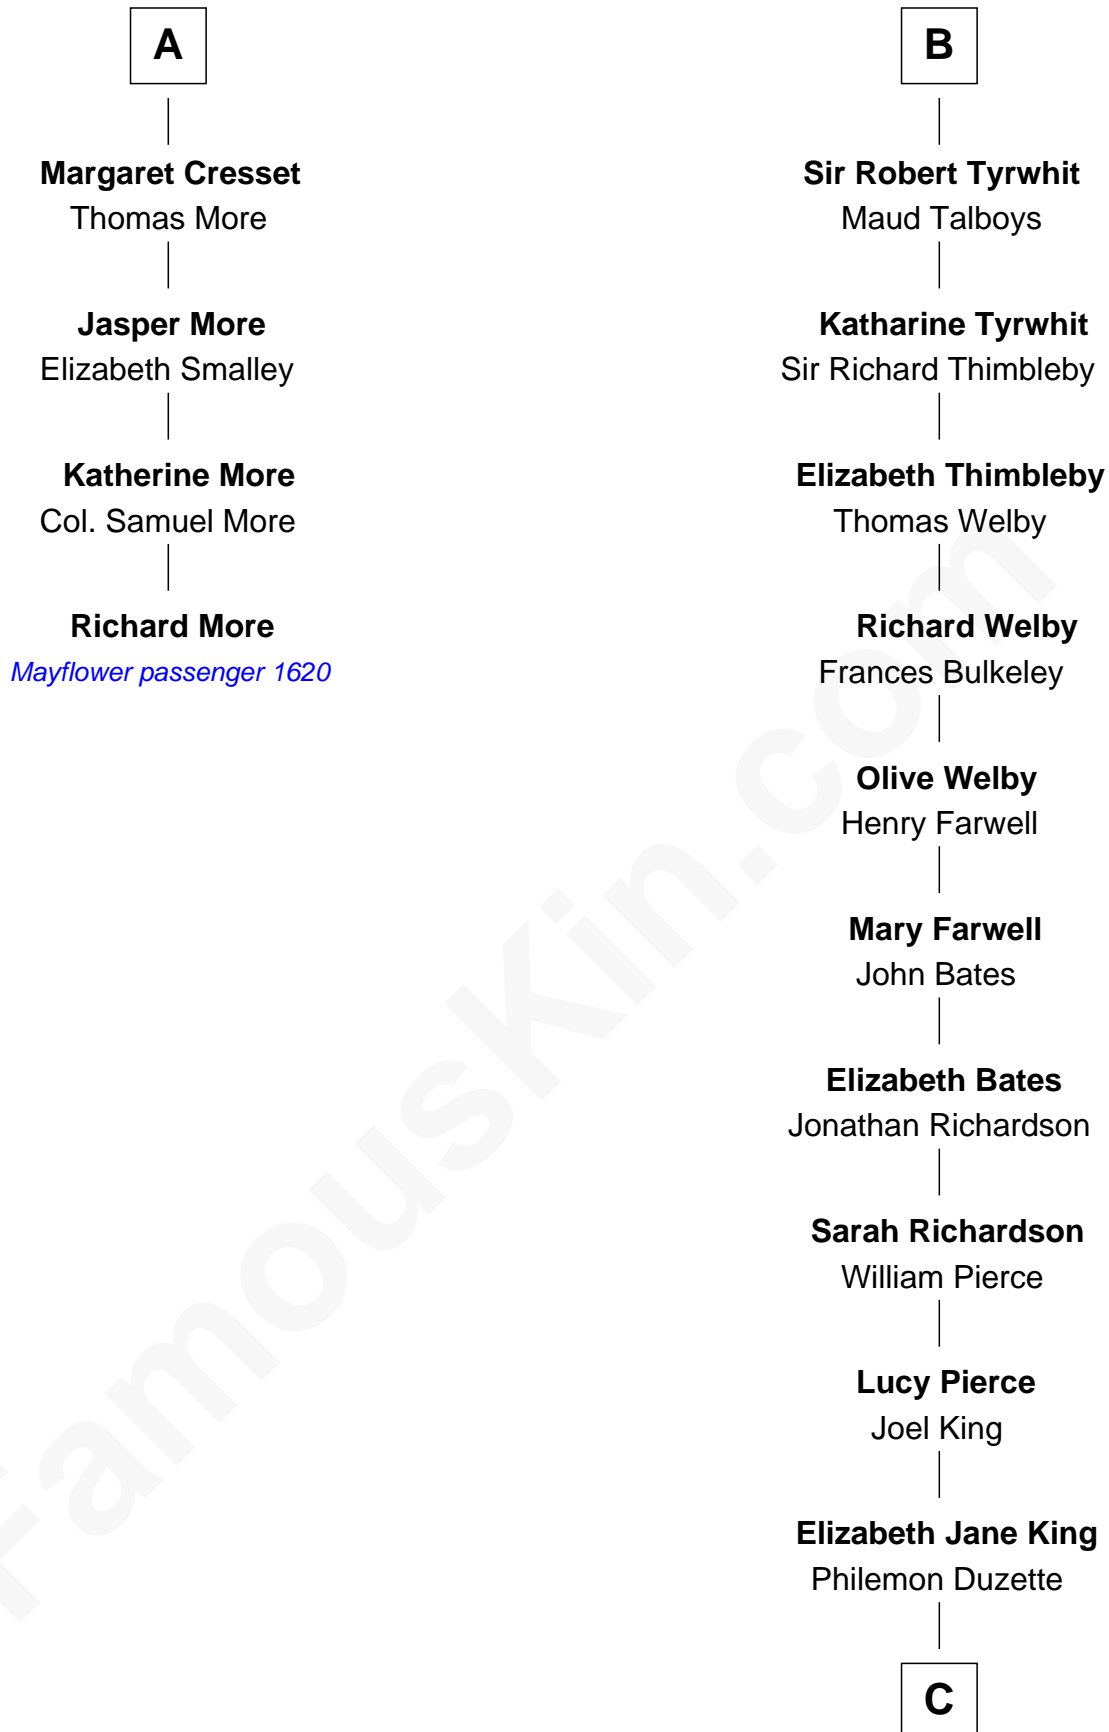 A
Margaret Cresset
Thomas More
Jasper More
Elizabeth Smalley
Katherine More
Col. Samuel More
Richard More
Mayflower passenger 1620
B
Sir Robert Tyrwhit
Maud Talboys
Katharine Tyrwhit
Sir Richard Thimbleby
Elizabeth Thimbleby
Thomas Welby
Richard Welby
Frances Bulkeley
Olive Welby
Henry Farwell
Mary Farwell
John Bates
Elizabeth Bates
Jonathan Richardson
Sarah Richardson
William Pierce
Lucy Pierce
Joel King
Elizabeth Jane King
Philemon Duzette
C
FamousKin.com